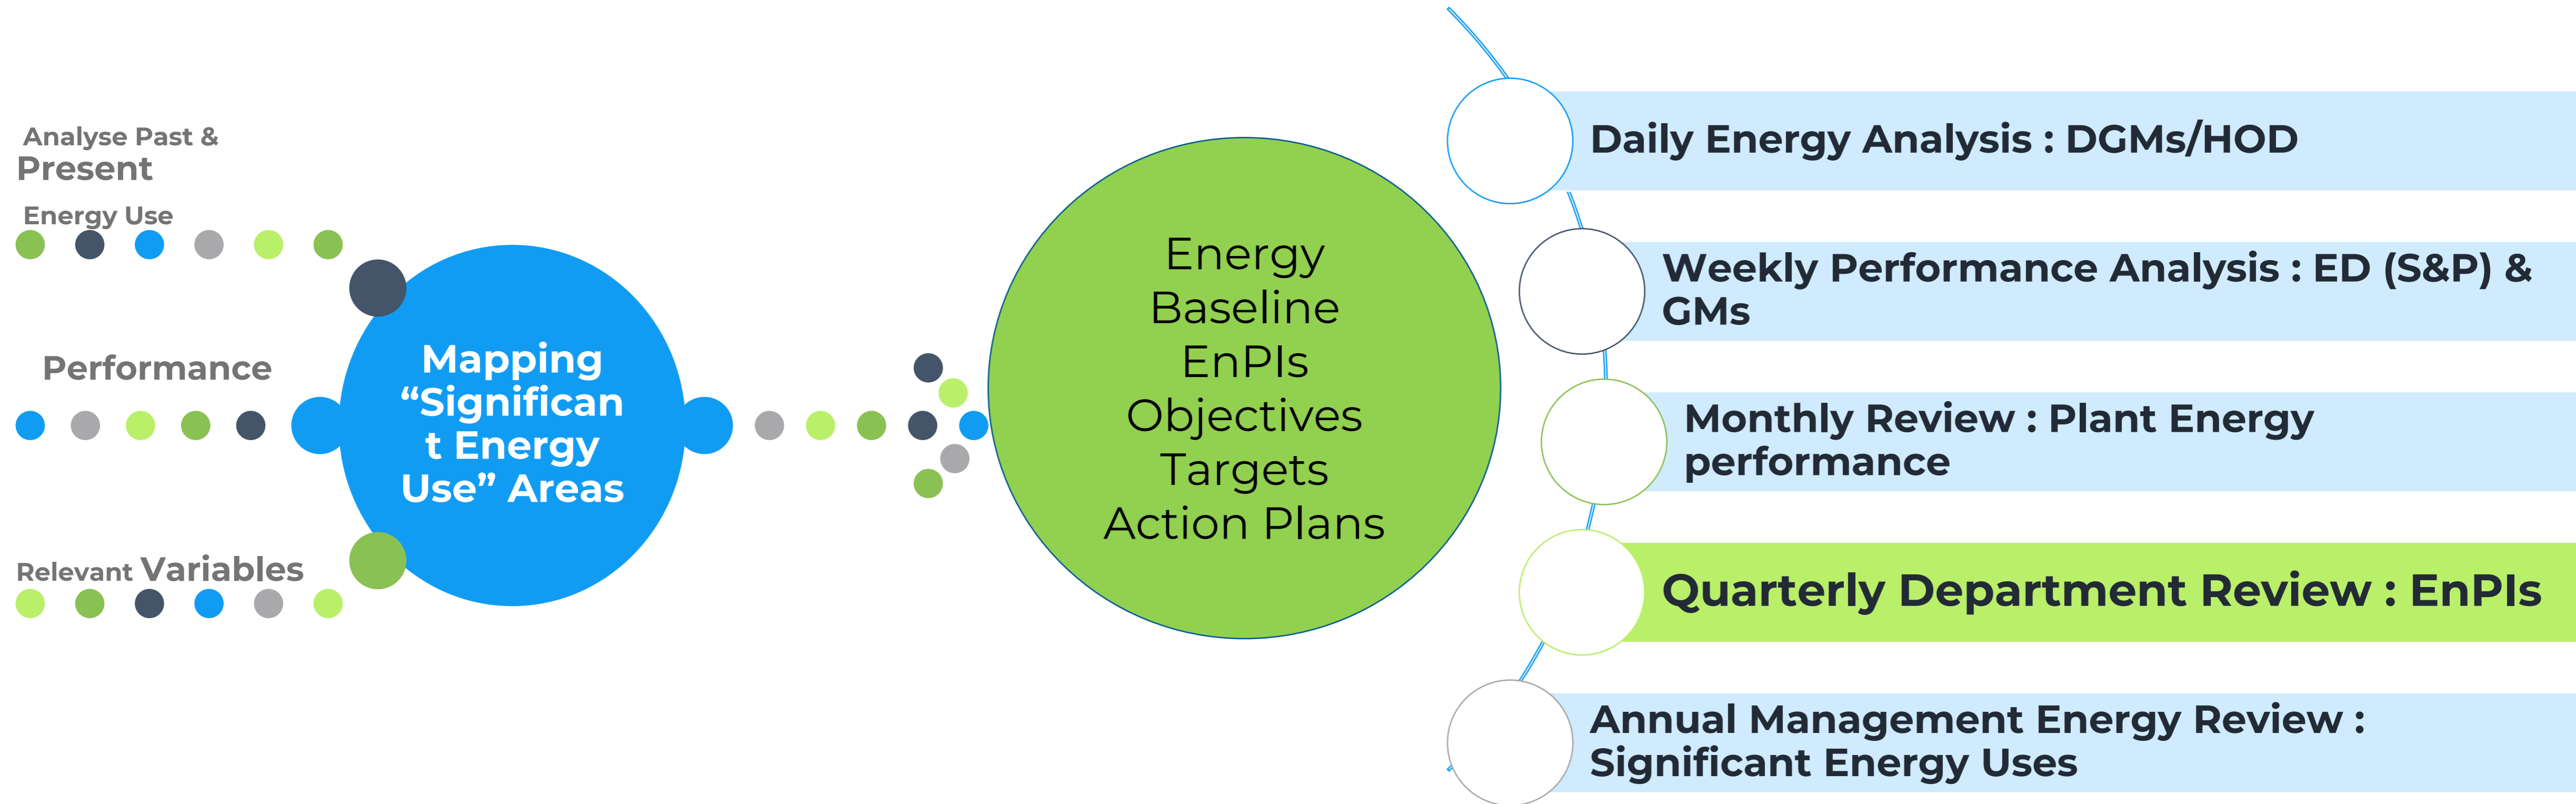 Analyse Past &
Present
Energy Use
Performance
Relevant Variables
Mapping
“Significan
t Energy
Use” Areas
Energy
Baseline
EnPIs
Objectives
Targets
Action Plans
Daily Energy Analysis : DGMs/HOD
Weekly Performance Analysis : ED (S&P) &
GMs
Monthly Review : Plant Energy
performance
Quarterly Department Review : EnPIs
Annual Management Energy Review :
Significant Energy Uses